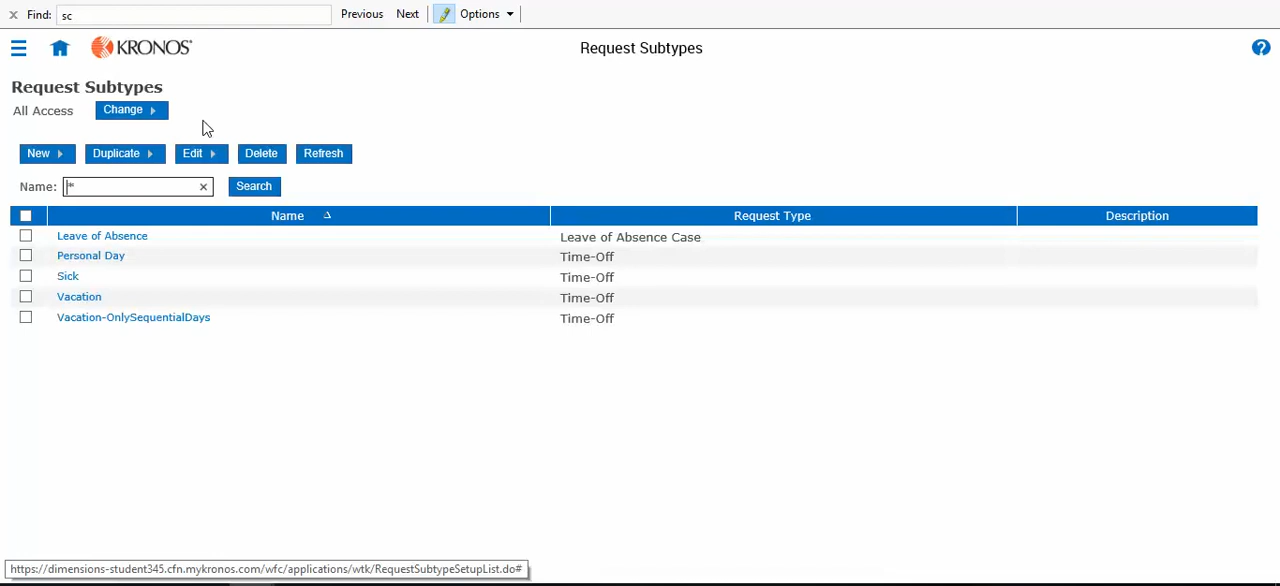 Find: sc Previous Next Options
KRONOS Request Subtypes ?
Request Subtypes
All Access Change
New Duplicate Edit Delete Refresh
Name: * Search
Name Request Type Description
Leave of Absence Leave of Absence Case
Personal Day Time-Off
Sick Time-Off
Vacation Time-Off
Vacation-OnlySequentialDays Time-Off
https://dimensions-student345.cfn.mykronos.com/wfc/applications/wtk/RequestSubtypeSetupList.do#